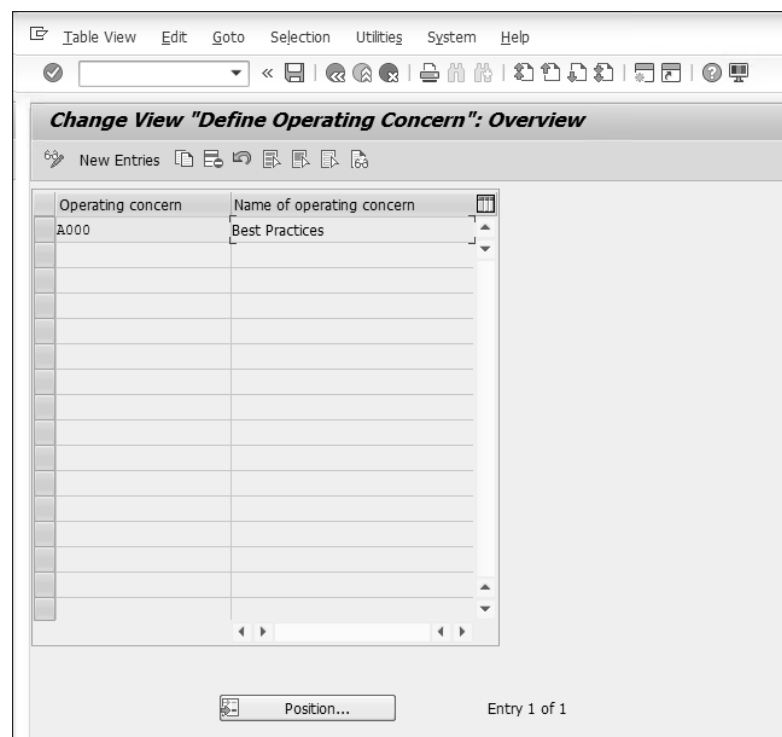 Table View Edit Goto Selection Utilities System Help
Change View "Define Operating Concern": Overview
New Entries
Operating concern Name of operating concern
A000 Best Practices
Position... Entry 1 of 1